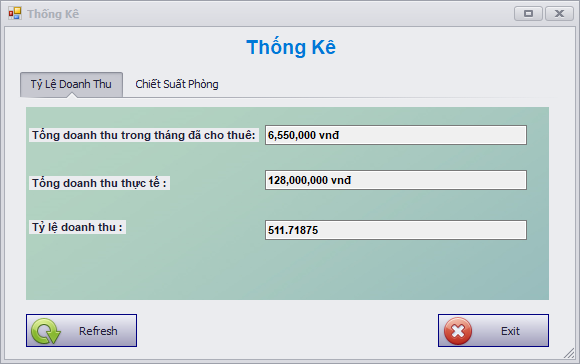 Thống Kê
Thống Kê
Tỷ Lệ Doanh Thu Chiết Suất Phòng
Tổng doanh thu trong tháng đã cho thuê: 6,550,000 vnđ
Tổng doanh thu thực tế : 128,000,000 vnđ
Tỷ lệ doanh thu : 511.71875
Refresh Exit